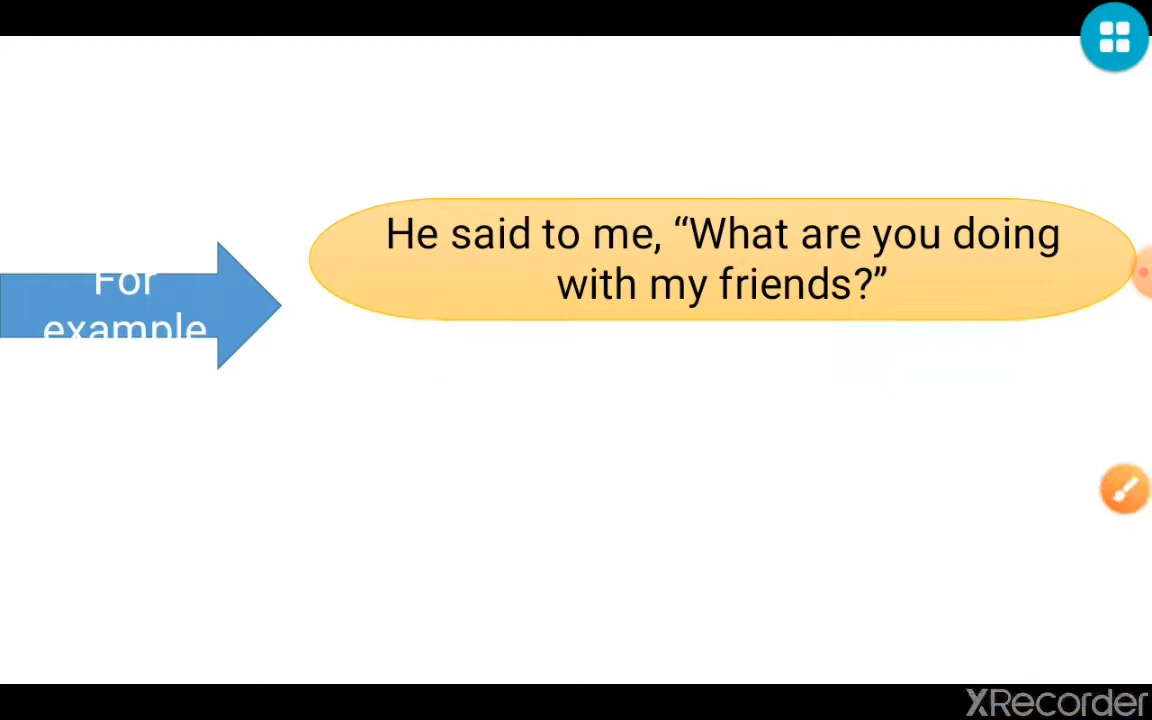 He said to me, “What are you doing
with my friends?”
For
example
XRecorder